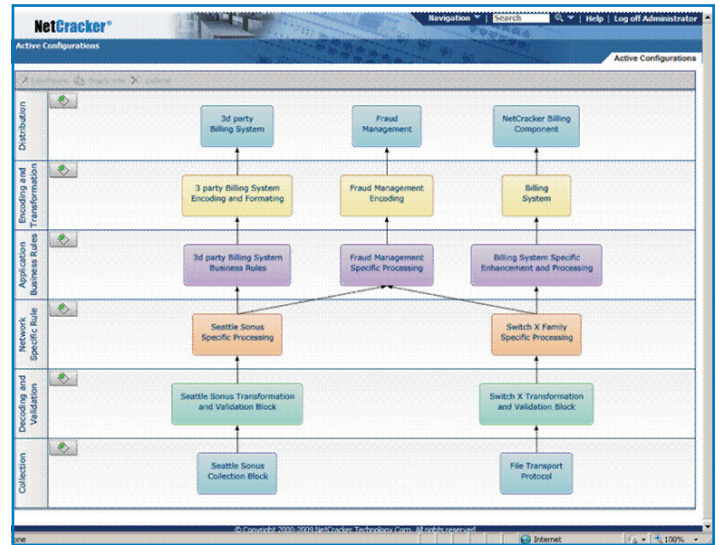 NetCracker®
Navigation
Search
Help | Log off Administrator
Active Configurations
Active Configurations
Distribution
3d party
Billing System
Fraud
Management
NetCracker Billing
Component
Encoding and
Transformation
3 party Billing System
Encoding and Formating
Fraud Management
Encoding
Billing
System
Application
Business Rules
3d party Billing System
Business Rules
Fraud Management
Specific Processing
Billing System Specific
Enhancement and Processing
Network
Specific Rule
Seattle Sonus
Specific Processing
Switch X Family
Specific Processing
Decoding and
Validation
Seattle Sonus Transformation
and Validation Block
Switch X Transformation
and Validation Block
Collection
Seattle Sonus
Collection Block
File Transport
Protocol
© Copyright 2000-2009 NetCracker Technology Corp. All rights reserved
one
Internet
100%